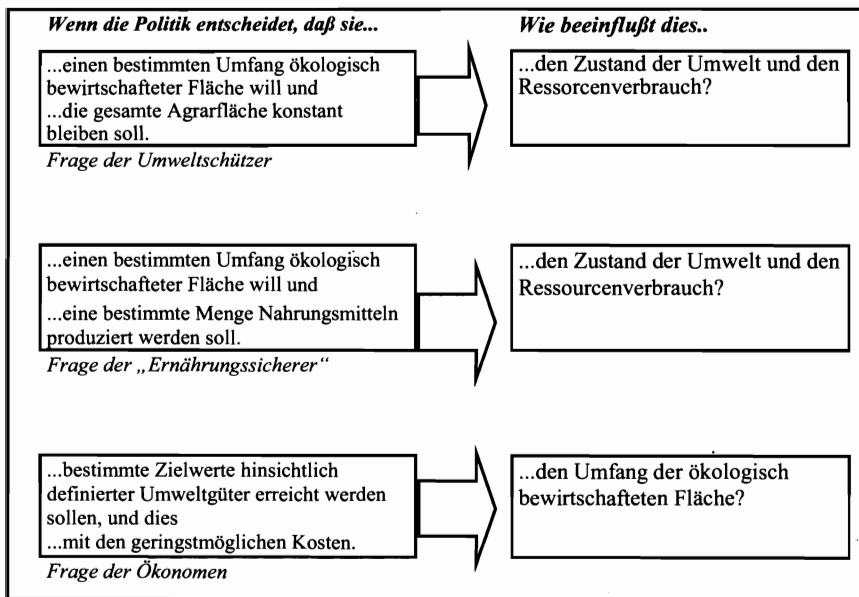 Wenn die Politik entscheidet, daß sie...
Wie beeinflußt dies..
...einen bestimmten Umfang ökologisch
bewirtschafteter Fläche will und
...die gesamte Agrarfläche konstant
bleiben soll.
Frage der Umweltschützer
...den Zustand der Umwelt und den
Ressorcenverbrauch?
...einen bestimmten Umfang ökologisch
bewirtschafteter Fläche will und
...eine bestimmte Menge Nahrungsmitteln
produziert werden soll.
Frage der „Ernährungssicherer“
...den Zustand der Umwelt und den
Ressourcenverbrauch?
...bestimmte Zielwerte hinsichtlich
definierter Umweltgüter erreicht werden
sollen, und dies
...mit den geringstmöglichen Kosten.
Frage der Ökonomen
...den Umfang der ökologisch
bewirtschafteten Fläche?